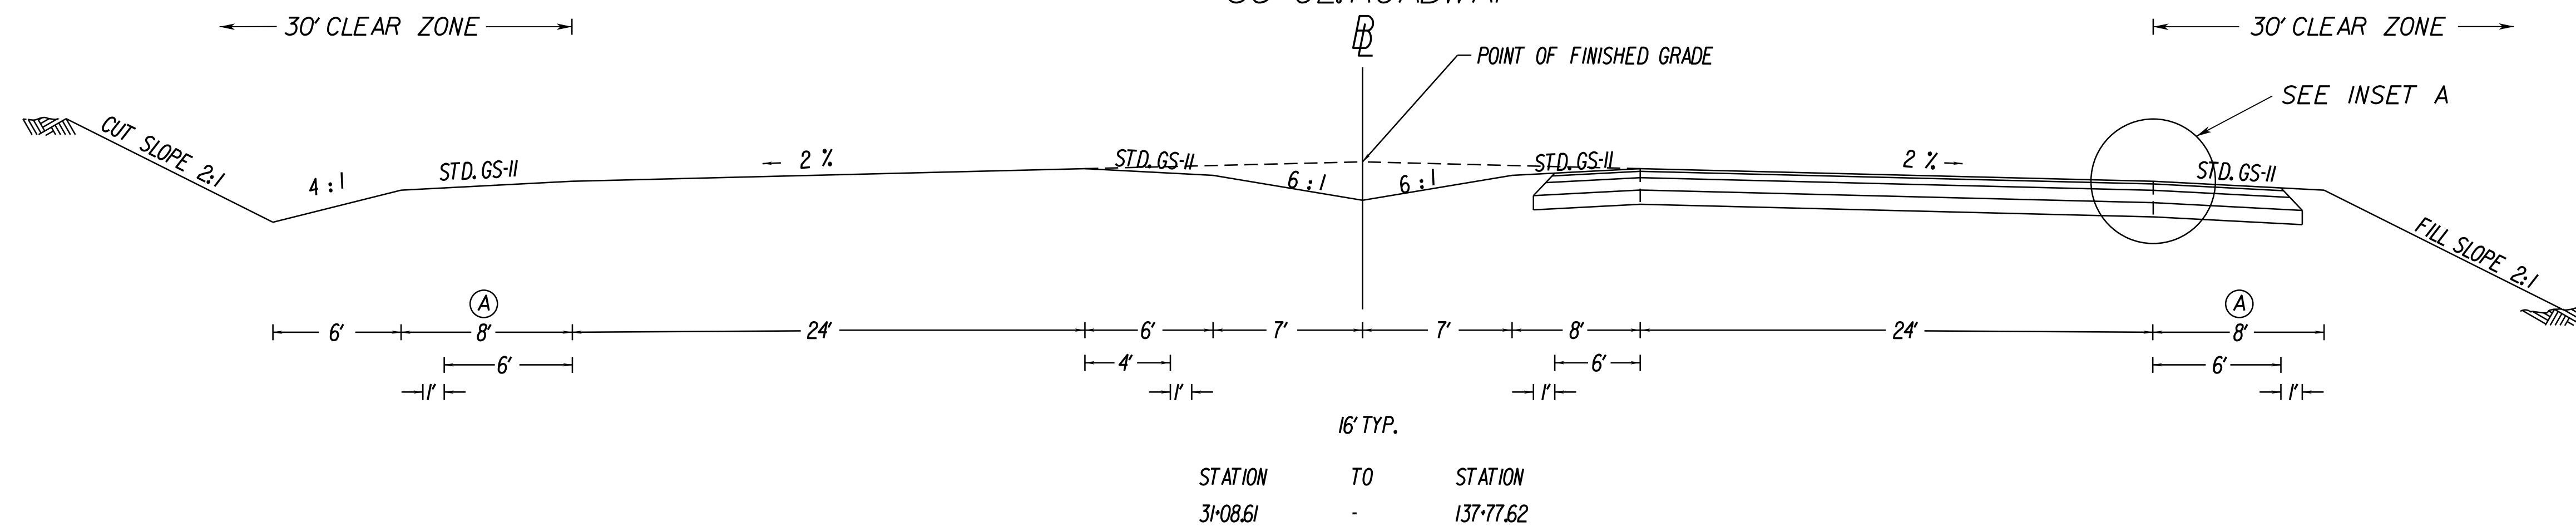 30' CLEAR ZONE
30' CLEAR ZONE
POINT OF FINISHED GRADE
SEE INSET A
CUT SLOPE 2:1
4:1
STD. GS-II
2 %
STD. GS-II
6:1
6:1
STD. GS-II
2 %
STD. GS-II
FILL SLOPE 2:1
A
A
6' 8' 24' 6' 7' 7' 8' 24' 8'
6' 4' 6' 6'
1' 1' 1' 1'
16' TYP.
STATION TO STATION
31+08.61 - 137+77.62